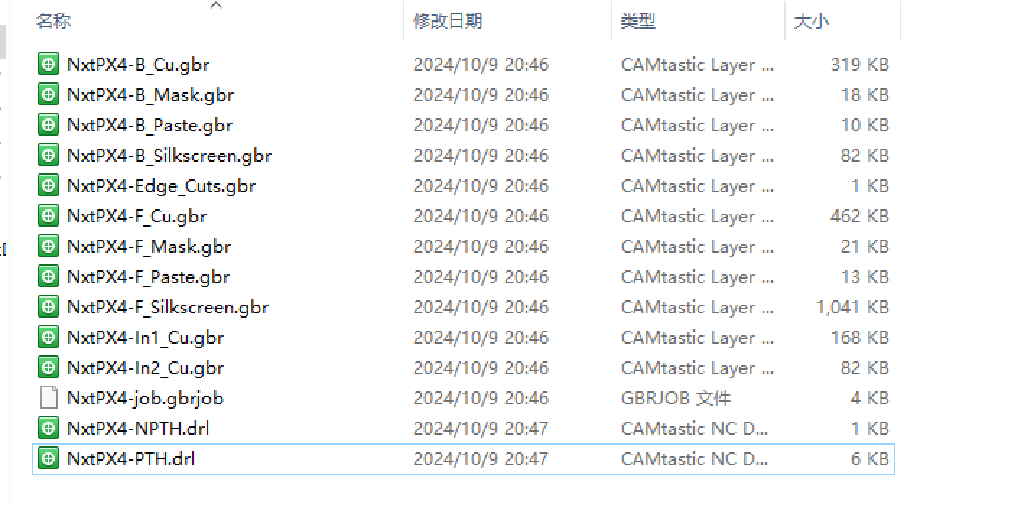 名称 修改日期 类型 大小
NxtPX4-B_Cu.gbr 2024/10/9 20:46 CAMtastic Layer ... 319 KB
NxtPX4-B_Mask.gbr 2024/10/9 20:46 CAMtastic Layer ... 18 KB
NxtPX4-B_Paste.gbr 2024/10/9 20:46 CAMtastic Layer ... 10 KB
NxtPX4-B_Silkscreen.gbr 2024/10/9 20:46 CAMtastic Layer ... 82 KB
NxtPX4-Edge_Cuts.gbr 2024/10/9 20:46 CAMtastic Layer ... 1 KB
NxtPX4-F_Cu.gbr 2024/10/9 20:46 CAMtastic Layer ... 462 KB
NxtPX4-F_Mask.gbr 2024/10/9 20:46 CAMtastic Layer ... 21 KB
NxtPX4-F_Paste.gbr 2024/10/9 20:46 CAMtastic Layer ... 13 KB
NxtPX4-F_Silkscreen.gbr 2024/10/9 20:46 CAMtastic Layer ... 1,041 KB
NxtPX4-In1_Cu.gbr 2024/10/9 20:46 CAMtastic Layer ... 168 KB
NxtPX4-In2_Cu.gbr 2024/10/9 20:46 CAMtastic Layer ... 82 KB
NxtPX4-job.gbrjob 2024/10/9 20:46 GBRJOB 文件 4 KB
NxtPX4-NPTH.drl 2024/10/9 20:47 CAMtastic NC D... 1 KB
NxtPX4-PTH.drl 2024/10/9 20:47 CAMtastic NC D... 6 KB